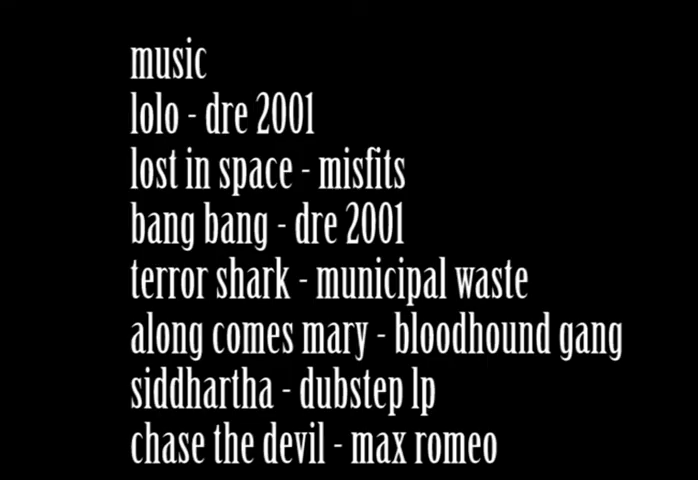 music
lolo - dre 2001
lost in space - misfits
bang bang - dre 2001
terror shark - municipal waste
along comes mary - bloodhound gang
siddhartha - dubstep lp
chase the devil - max romeo